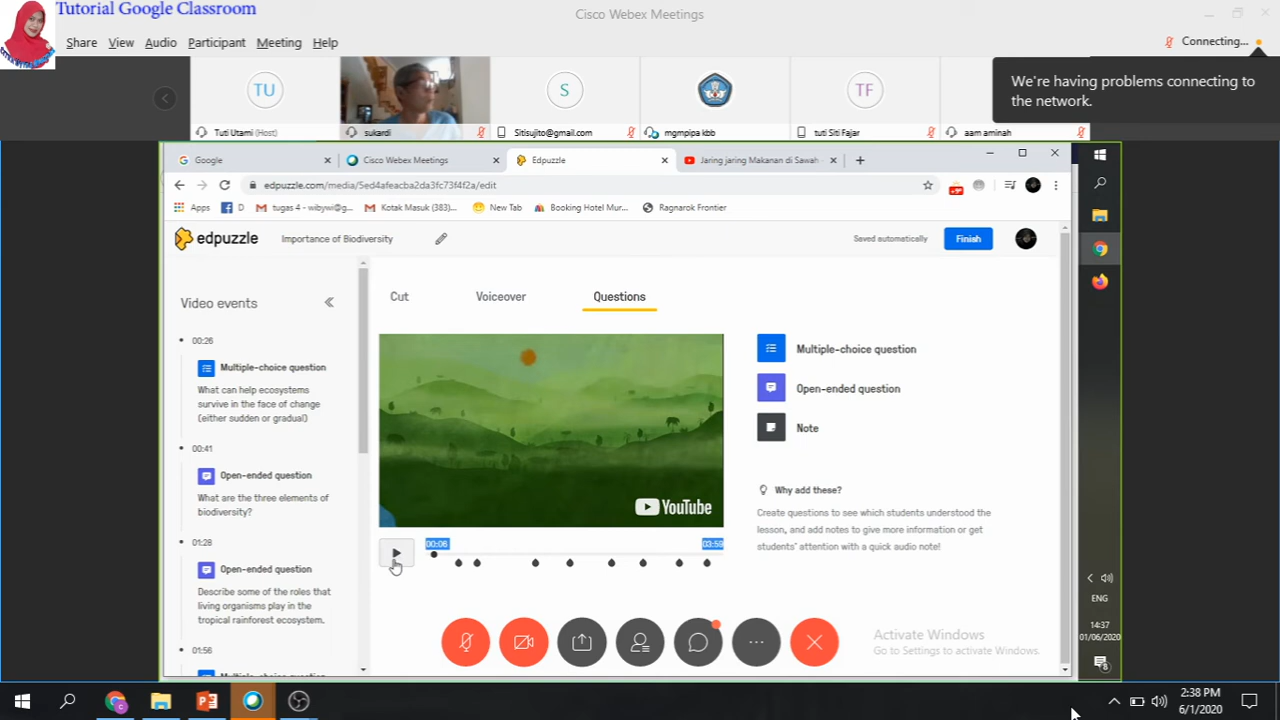 Tutorial Google Classroom
Cisco Webex Meetings
Share View Audio Participant Meeting Help
Connecting...
We're having problems connecting to
the network.
TU
S
TF
Tuti Utami (Host)
sukardi
Sitisujito@gmail.com
mgmpipa kbb
tuti Siti Fajar
aam aminah
Google
Cisco Webex Meetings
Edpuzzle
Jaring jaring Makanan di Sawah -
edpuzzle.com/media/5ed4afeacba2da3fc73f4f2a/edit
Apps
D
tugas 4 - wibywi@g...
Kotak Masuk (383)...
New Tab
Booking Hotel Mur...
Ragnarok Frontier
edpuzzle
Importance of Biodiversity
Saved automatically
Finish
Video events
Cut
Voiceover
Questions
00:26
Multiple-choice question
What can help ecosystems
survive in the face of change
(either sudden or gradual)
00:41
Open-ended question
What are the three elements of
biodiversity?
01:28
Open-ended question
Describe some of the roles that
living organisms play in the
tropical rainforest ecosystem.
01:56
Multiple-choice question
YouTube
00:06
03:59
Multiple-choice question
Open-ended question
Note
Why add these?
Create questions to see which students understood the
lesson, and add notes to give more information or get
students' attention with a quick audio note!
Activate Windows
Go to Settings to activate Windows.
ENG
14:37
01/06/2020
2:38 PM
6/1/2020